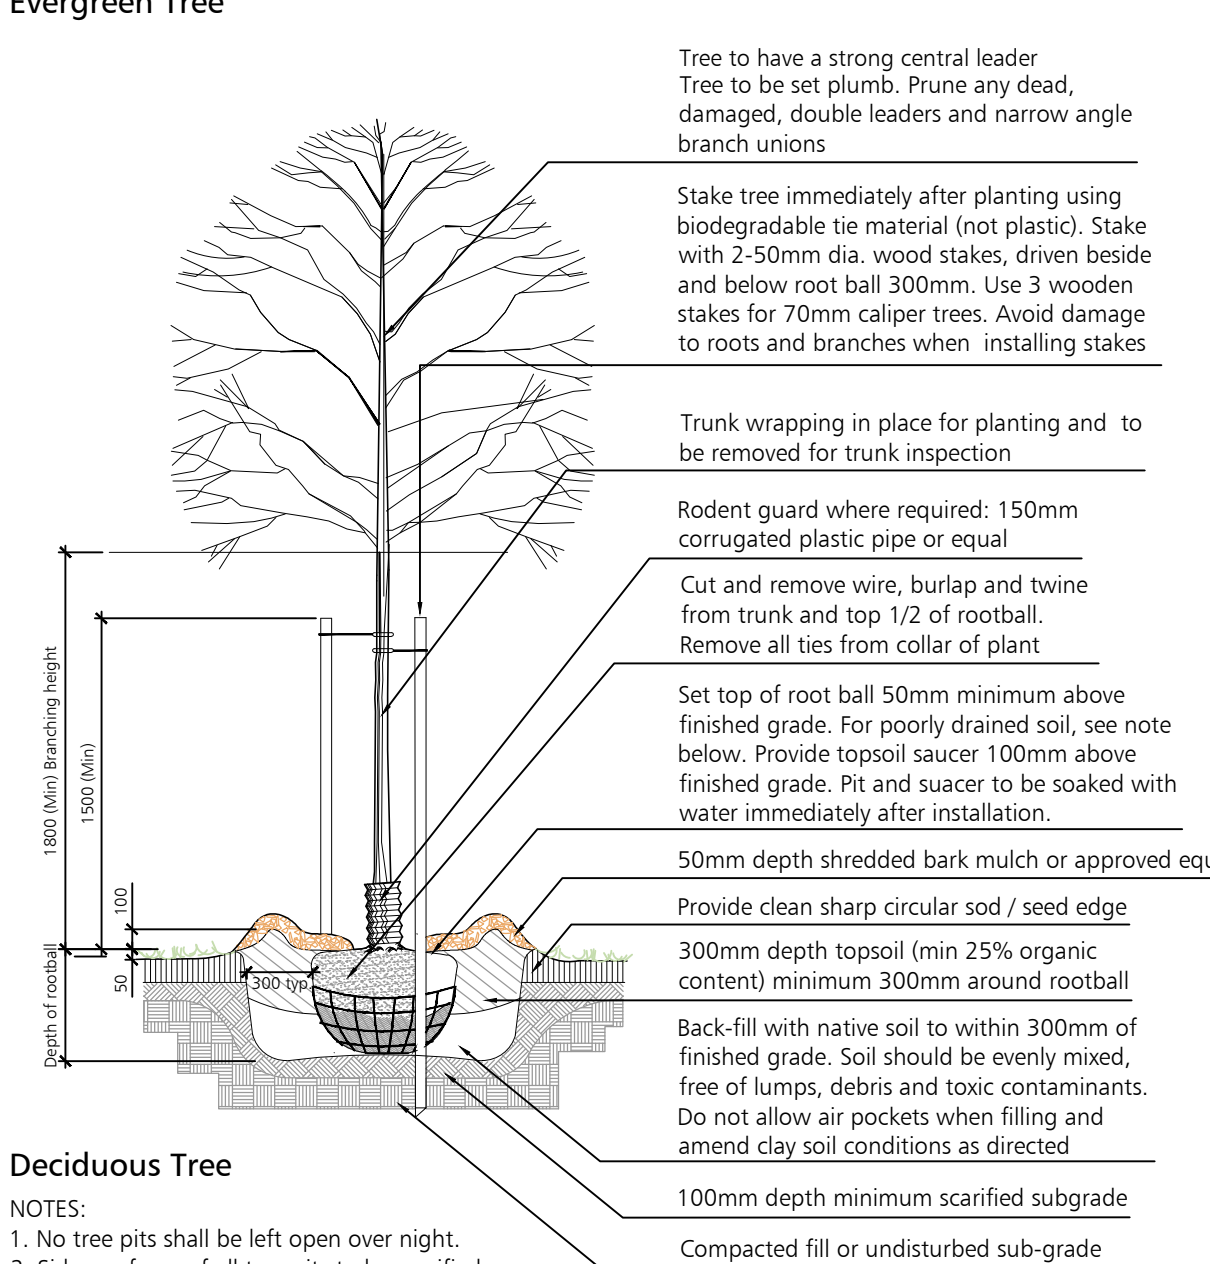 Evergreen Tree
Tree to have a strong central leader
Tree to be set plumb. Prune any dead,
damaged, double leaders and narrow angle
branch unions
Stake tree immediately after planting using
biodegradable tie material (not plastic). Stake
with 2-50mm dia. wood stakes, driven beside
and below root ball 300mm. Use 3 wooden
stakes for 70mm caliper trees. Avoid damage
to roots and branches when installing stakes
Trunk wrapping in place for planting and to
be removed for trunk inspection
Rodent guard where required: 150mm
corrugated plastic pipe or equal
Cut and remove wire, burlap and twine
from trunk and top 1/2 of rootball.
Remove all ties from collar of plant
Set top of root ball 50mm minimum above
finished grade. For poorly drained soil, see note
below. Provide topsoil saucer 100mm above
finished grade. Pit and suacer to be soaked with
water immediately after installation.
50mm depth shredded bark mulch or approved
Provide clean sharp circular sod / seed edge
300mm depth topsoil (min 25% organic
content) minimum 300mm around rootball
Back-fill with native soil to within 300mm of
finished grade. Soil should be evenly mixed,
free of lumps, debris and toxic contaminants.
Do not allow air pockets when filling and
amend clay soil conditions as directed
100mm depth minimum scarified subgrade
Compacted fill or undisturbed sub-grade
1800 (Min) Branching height
1500 (Min)
100
50
Depth of rootball
300 typ.
Deciduous Tree
NOTES:
1. No tree pits shall be left open over night.